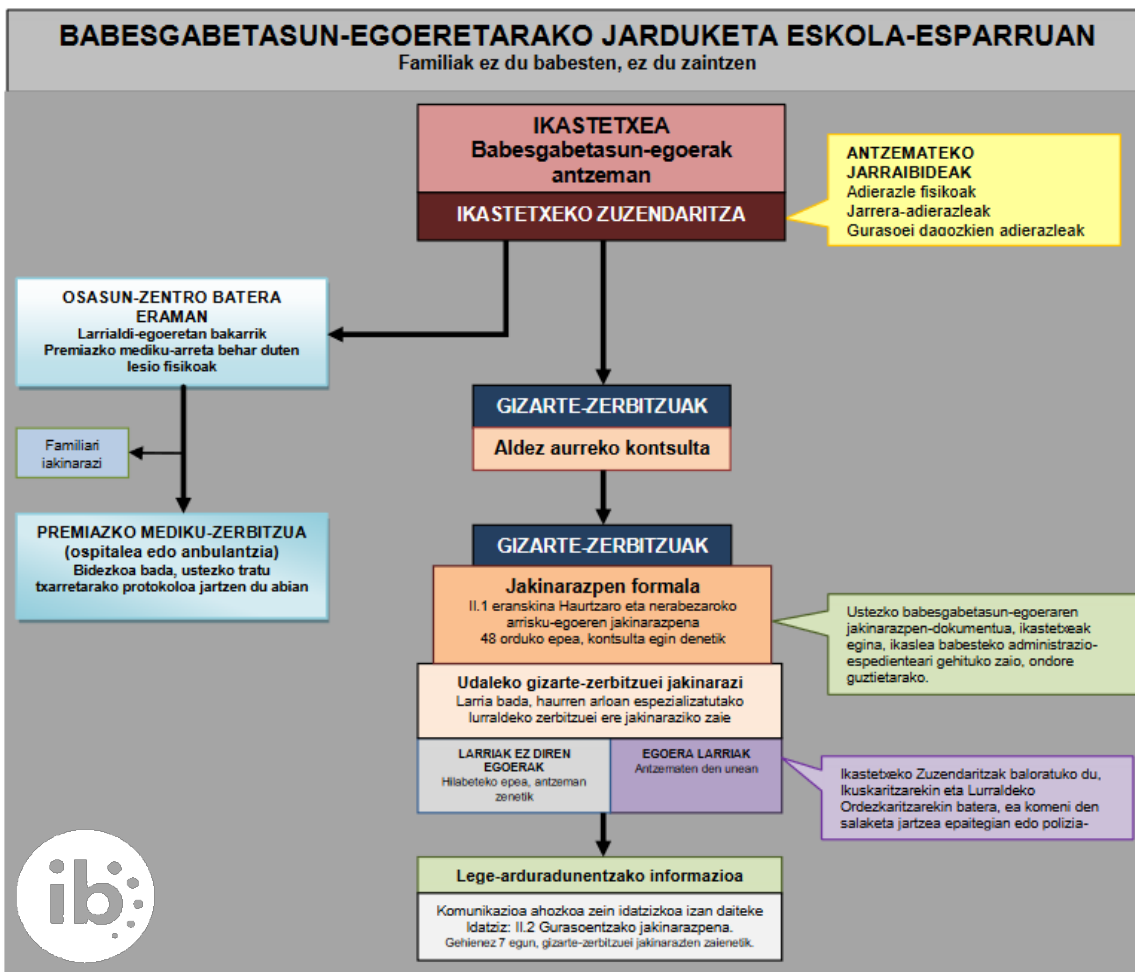 BABESGABETASUN-EGOERETARAKO JARDUKETA ESKOLA-ESPARRUAN
Familiak ez du babesten, ez du zaintzen
IKASTETXEA
Babesgabetasun-egoerak
antzeman
IKASTETXEKO ZUZENDARITZA
ANTZEMATEKO
JARRAIBIDEAK
Adierazle fisikoak
Jarrera-adierazleak
Gurasoei dagozkien adierazleak
OSASUN-ZENTRO BATERA
ERAMAN
Larrialdi-egoeretan bakarrik
Premiazko mediku-arreta behar duten
lesio fisikoak
Familiari
iakinarazi
PREMIAZKO MEDIKU-ZERBITZUA
(ospitalea edo anbulantzia)
Bidezkoa bada, ustezko tratu
txarretarako protokoloa jartzen du abian
GIZARTE-ZERBITZUAK
Aldez aurreko kontsulta
GIZARTE-ZERBITZUAK
Jakinarazpen formala
II.1 eranskina Haurtzaro eta nerabezaroko
arrisku-egoeren jakinarazpena
48 orduko epea, kontsulta egin denetik
Ustezko babesgabetasun-egoeraren
jakinarazpen-dokumentua, ikastetxeak
egina, ikaslea babesteko administrazio-
espedienteari gehituko zaio, ondore
guztietarako.
Udaleko gizarte-zerbitzuei jakinarazi
Larria bada, haurren arloan espezializatutako
lurraldeko zerbitzuei ere jakinaraziko zaie
LARRIAK EZ DIREN
EGOERAK
Hilabeteko epea, antzeman
zenetik
EGOERA LARRIAK
Antzematen den unean
Ikastetxeko Zuzendaritzak baloratuko du,
Ikuskaritzarekin eta Lurraldeko
Ordezkaritzarekin batera, ea komeni den
salaketa jartzea epaitegian edo polizia-
Lege-arduradunentzako informazioa
Komunikazioa ahozkoa zein idatzizkoa izan daiteke
Idatziz: II.2 Gurasoentzako jakinarazpena.
Gehienez 7 egun, gizarte-zerbitzuei jakinarazten zaienetik.
ib